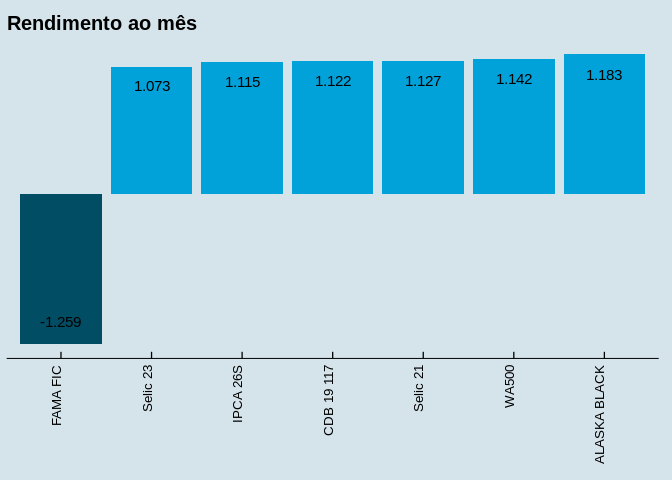 Rendimento ao mês
1.073
1.115
1.122
1.127
1.142
1.183
-1.259
FAMA FIC
Selic 23
IPCA 26S
CDB 19 117
Selic 21
WA500
ALASKA BLACK